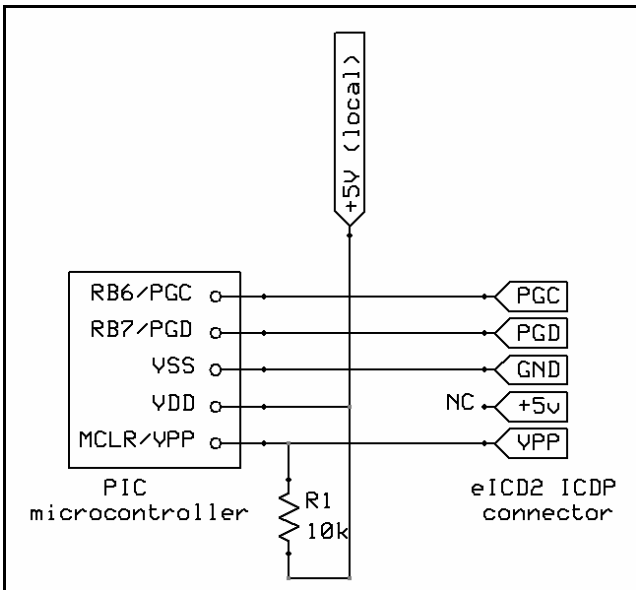 +5V (local)
RB6/PGC
PGC
RB7/PGD
PGD
VSS
GND
VDD
NC
+5v
MCLR/VPP
VPP
PIC
microcontroller
R1
10k
eICD2 ICDP
connector